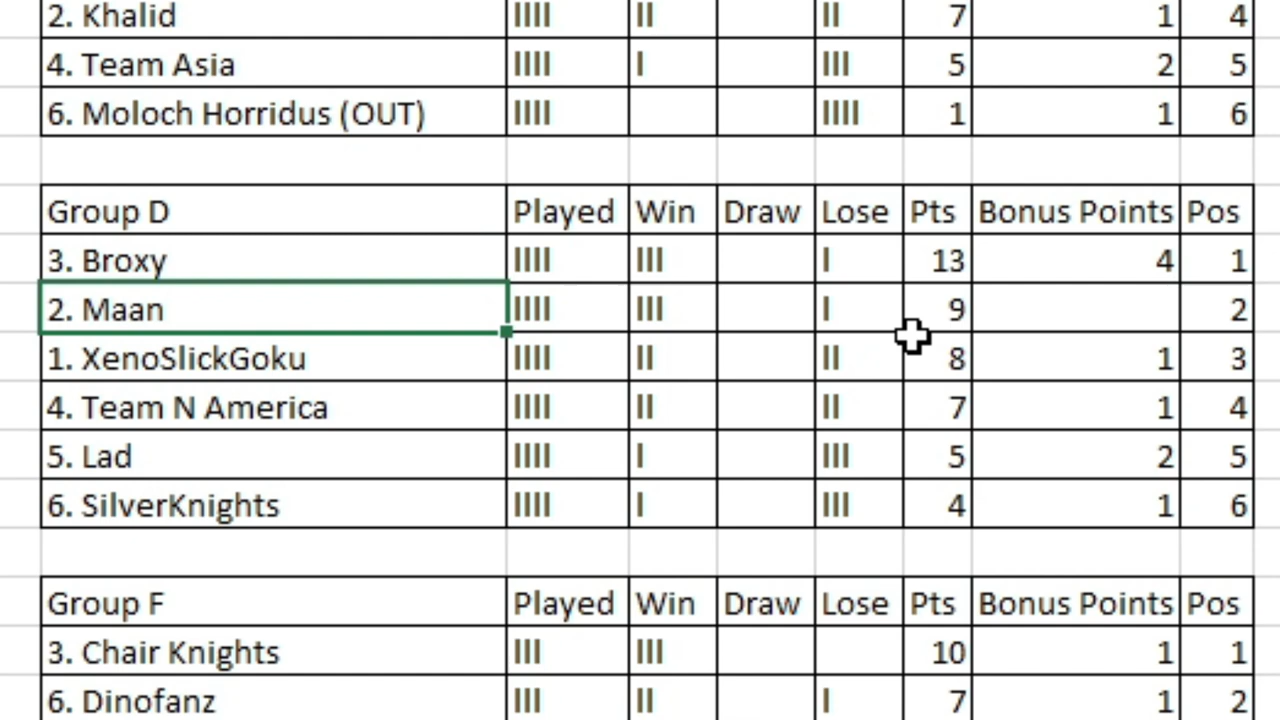 2. Khalid IIII II II 7 1 4
4. Team Asia IIII I III 5 2 5
6. Moloch Horridus (OUT) IIII IIII 1 1 6
Group D Played Win Draw Lose Pts Bonus Points Pos
3. Broxy IIII III I 13 4 1
2. Maan IIII III I 9 2
1. XenoSlickGoku IIII II II 8 1 3
4. Team N America IIII II II 7 1 4
5. Lad IIII I III 5 2 5
6. SilverKnights IIII I III 4 1 6
Group F Played Win Draw Lose Pts Bonus Points Pos
3. Chair Knights III III 10 1 1
6. Dinofanz III II I 7 1 2